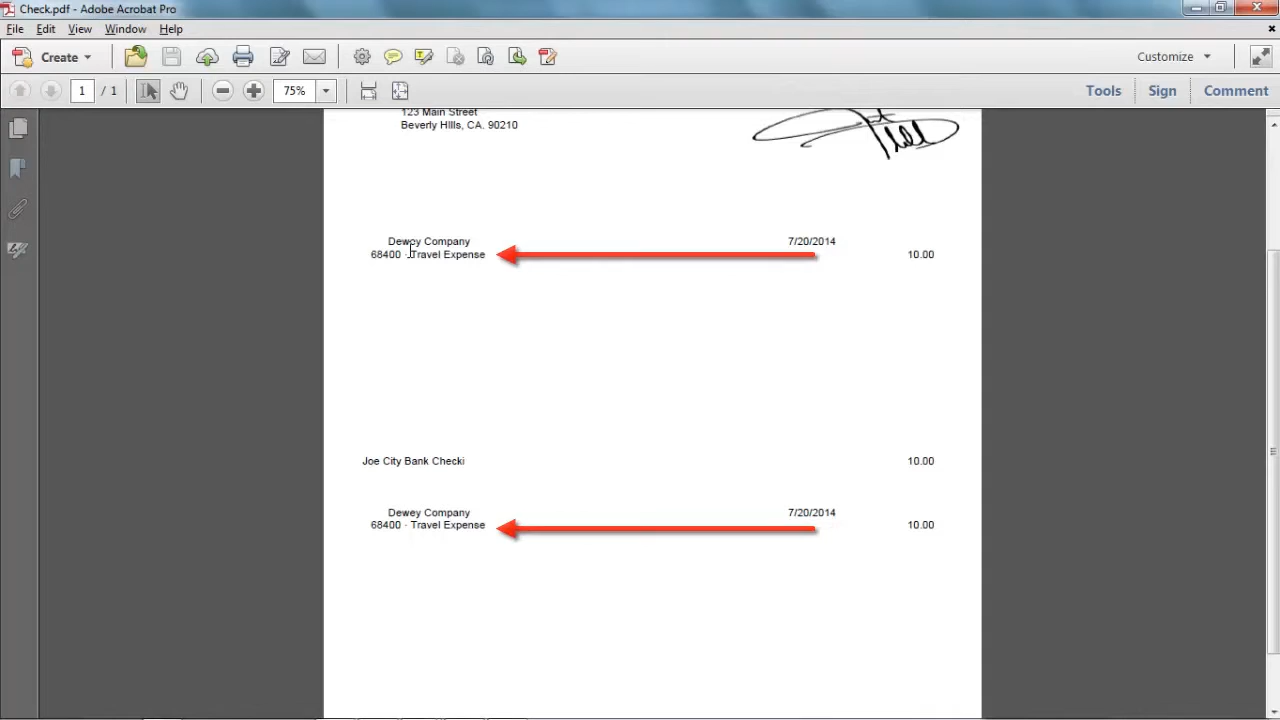 Check.pdf - Adobe Acrobat Pro
File Edit View Window Help
Create Customize
1 / 1 75% Tools Sign Comment
123 Main Street
Beverly HIlls, CA. 90210
Dewey Company 7/20/2014
68400 · Travel Expense 10.00
Joe City Bank Checki 10.00
Dewey Company 7/20/2014
68400 · Travel Expense 10.00